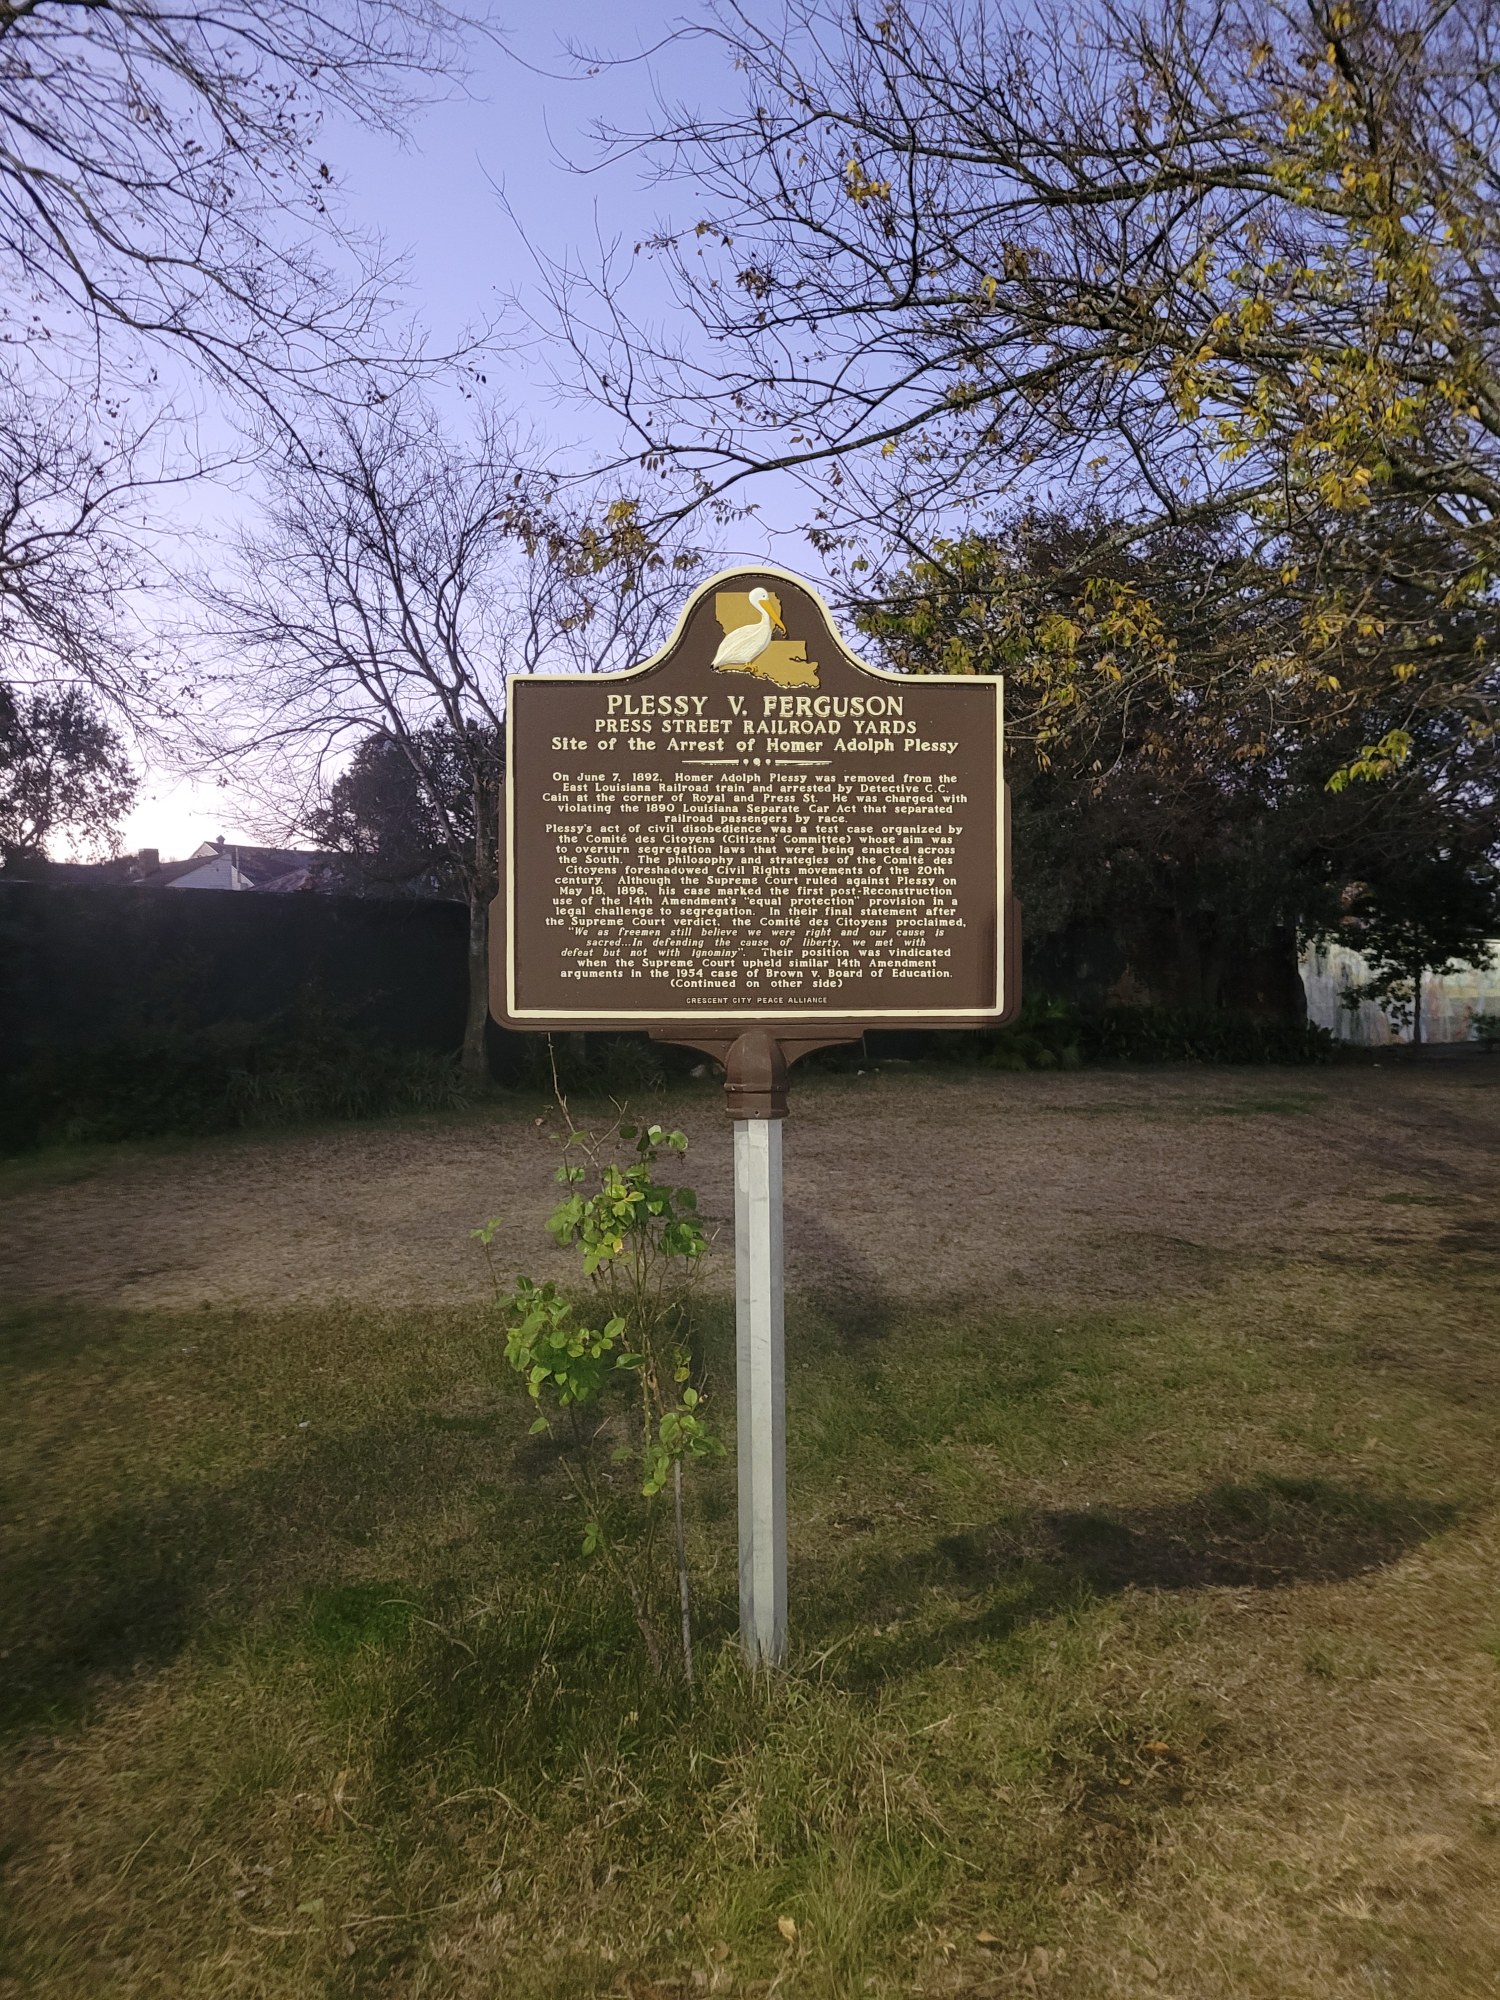 PLESSY V. FERGUSON
PRESS STREET RAILROAD YARDS
Site of the Arrest of Homer Adolph Plessy
On June 7, 1892, Homer Adolph Plessy was removed from the
East Louisiana Railroad train and arrested by Detective C.C.
Cain at the corner of Royal and Press St. He was charged with
violating the 1890 Louisiana Separate Car Act that separated
railroad passengers by race.
Plessy's act of civil disobedience was a test case organized by
the Comité des Citoyens (Citizens' Committee) whose aim was
to overturn segregation laws that were being enacted across
the South. The philosophy and strategies of the Comité des
Citoyens foreshadowed Civil Rights movements of the 20th
century. Although the Supreme Court ruled against Plessy on
May 18, 1896, his case marked the first post-Reconstruction
use of the 14th Amendment's "equal protection" provision in a
legal challenge to segregation. In their final statement after
the Supreme Court verdict, the Comité des Citoyens proclaimed,
"We as freemen still believe we were right and our cause is
sacred...In defending the cause of liberty, we met with
defeat but not with ignominy". Their position was vindicated
when the Supreme Court upheld similar 14th Amendment
arguments in the 1954 case of Brown v. Board of Education.
(Continued on other side)
CRESCENT CITY PEACE ALLIANCE